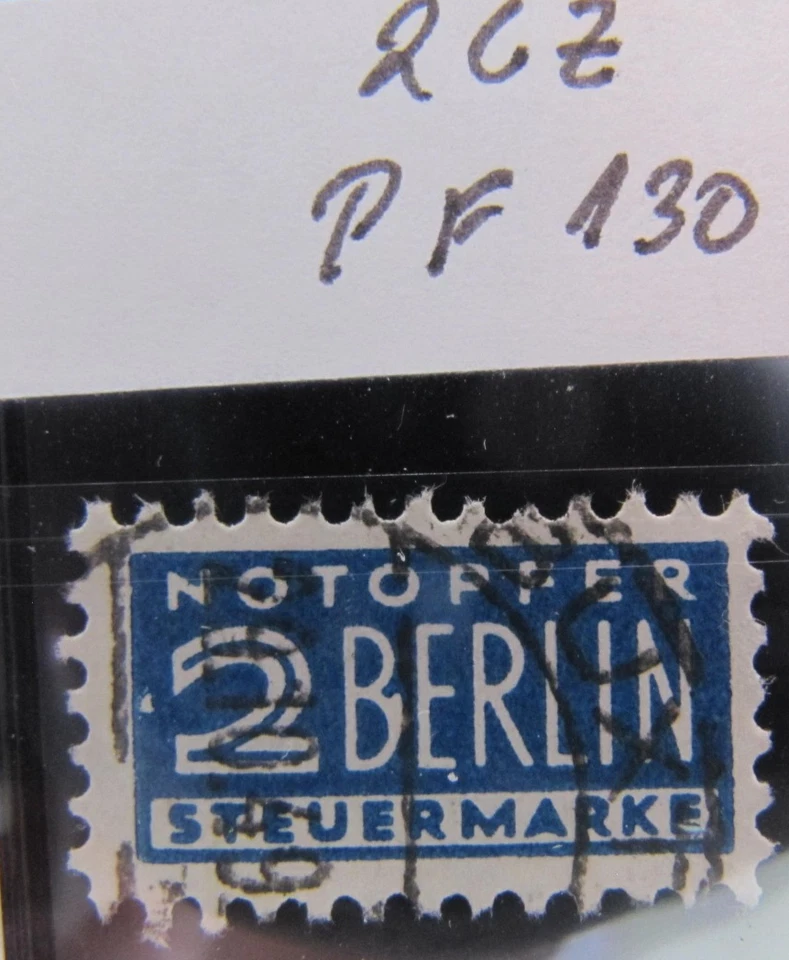 2CZ
PF 130
NOTOPFER
2 BERLIN
STEUERMARKE